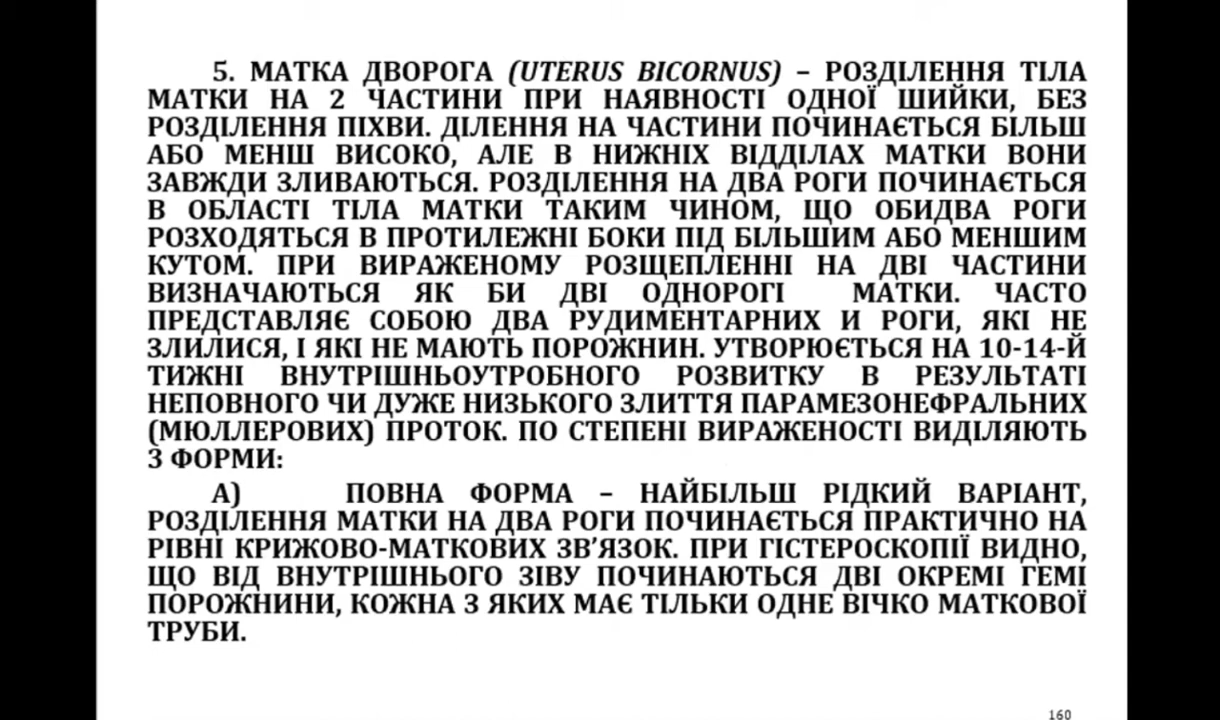 5. МАТКА ДВОРОГА (UTERUS BICORNUS) – РОЗДІЛЕННЯ ТІЛА
МАТКИ НА 2 ЧАСТИНИ ПРИ НАЯВНОСТІ ОДНОЇ ШИЙКИ, БЕЗ
РОЗДІЛЕННЯ ПІХВИ. ДІЛЕННЯ НА ЧАСТИНИ ПОЧИНАЄТЬСЯ БІЛЬШ
АБО МЕНШ ВИСОКО, АЛЕ В НИЖНІХ ВІДДІЛАХ МАТКИ ВОНИ
ЗАВЖДИ ЗЛИВАЮТЬСЯ. РОЗДІЛЕННЯ НА ДВА РОГИ ПОЧИНАЄТЬСЯ
В ОБЛАСТІ ТІЛА МАТКИ ТАКИМ ЧИНОМ, ЩО ОБИДВА РОГИ
РОЗХОДЯТЬСЯ В ПРОТИЛЕЖНІ БОКИ ПІД БІЛЬШИМ АБО МЕНШИМ
КУТОМ. ПРИ ВИРАЖЕНОМУ РОЗЩЕПЛЕННІ НА ДВІ ЧАСТИНИ
ВИЗНАЧАЮТЬСЯ ЯК БИ ДВІ ОДНОРОГІ МАТКИ. ЧАСТО
ПРЕДСТАВЛЯЄ СОБОЮ ДВА РУДИМЕНТАРНИХ И РОГИ, ЯКІ НЕ
ЗЛИЛИСЯ, І ЯКІ НЕ МАЮТЬ ПОРОЖНИН. УТВОРЮЄТЬСЯ НА 10-14-Й
ТИЖНІ ВНУТРІШНЬОУТРОБНОГО РОЗВИТКУ В РЕЗУЛЬТАТІ
НЕПОВНОГО ЧИ ДУЖЕ НИЗЬКОГО ЗЛИТТЯ ПАРАМЕЗОНЕФРАЛЬНИХ
(МЮЛЛЕРОВИХ) ПРОТОК. ПО СТЕПЕНІ ВИРАЖЕНОСТІ ВИДІЛЯЮТЬ
3 ФОРМИ:
А) ПОВНА ФОРМА – НАЙБІЛЬШ РІДКИЙ ВАРІАНТ,
РОЗДІЛЕННЯ МАТКИ НА ДВА РОГИ ПОЧИНАЄТЬСЯ ПРАКТИЧНО НА
РІВНІ КРИЖОВО-МАТКОВИХ ЗВ’ЯЗОК. ПРИ ГІСТЕРОСКОПІЇ ВИДНО,
ЩО ВІД ВНУТРІШНЬОГО ЗІВУ ПОЧИНАЮТЬСЯ ДВІ ОКРЕМІ ГЕМІ
ПОРОЖНИНИ, КОЖНА З ЯКИХ МАЄ ТІЛЬКИ ОДНЕ ВІЧКО МАТКОВОЇ
ТРУБИ.
160